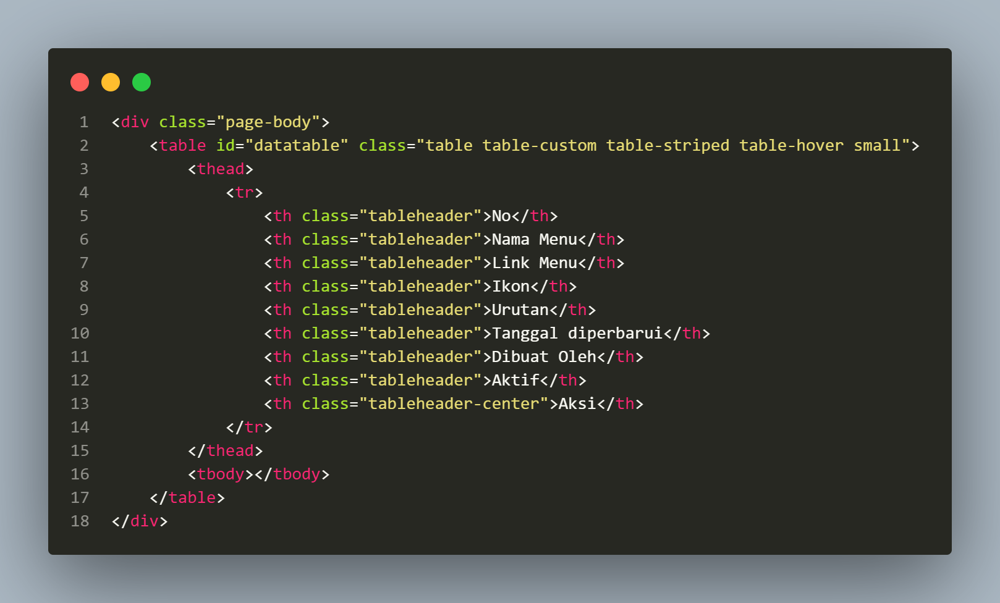 1 <div class="page-body">
2     <table id="datatable" class="table table-custom table-striped table-hover small">
3         <thead>
4             <tr>
5                 <th class="tableheader">No</th>
6                 <th class="tableheader">Nama Menu</th>
7                 <th class="tableheader">Link Menu</th>
8                 <th class="tableheader">Ikon</th>
9                 <th class="tableheader">Urutan</th>
10                 <th class="tableheader">Tanggal diperbarui</th>
11                 <th class="tableheader">Dibuat Oleh</th>
12                 <th class="tableheader">Aktif</th>
13                 <th class="tableheader-center">Aksi</th>
14             </tr>
15         </thead>
16         <tbody></tbody>
17     </table>
18 </div>